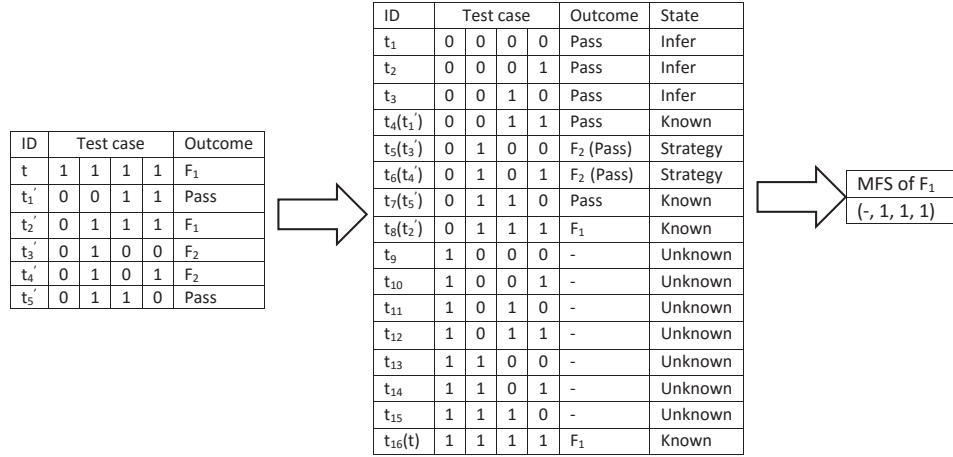 ID Test case Outcome
t 1 1 1 1 F₁
t₁′ 0 0 1 1 Pass
t₂′ 0 1 1 1 F₁
t₃′ 0 1 0 0 F₂
t₄′ 0 1 0 1 F₂
t₅′ 0 1 1 0 Pass
ID Test case Outcome State
t₁ 0 0 0 0 Pass Infer
t₂ 0 0 0 1 Pass Infer
t₃ 0 0 1 0 Pass Infer
t₄(t₁′) 0 0 1 1 Pass Known
t₅(t₃′) 0 1 0 0 F₂ (Pass) Strategy
t₆(t₄′) 0 1 0 1 F₂ (Pass) Strategy
t₇(t₅′) 0 1 1 0 Pass Known
t₈(t₂′) 0 1 1 1 F₁ Known
t₉ 1 0 0 0 - Unknown
t₁₀ 1 0 0 1 - Unknown
t₁₁ 1 0 1 0 - Unknown
t₁₂ 1 0 1 1 - Unknown
t₁₃ 1 1 0 0 - Unknown
t₁₄ 1 1 0 1 - Unknown
t₁₅ 1 1 1 0 - Unknown
t₁₆(t) 1 1 1 1 F₁ Known
MFS of F₁
(-, 1, 1, 1)